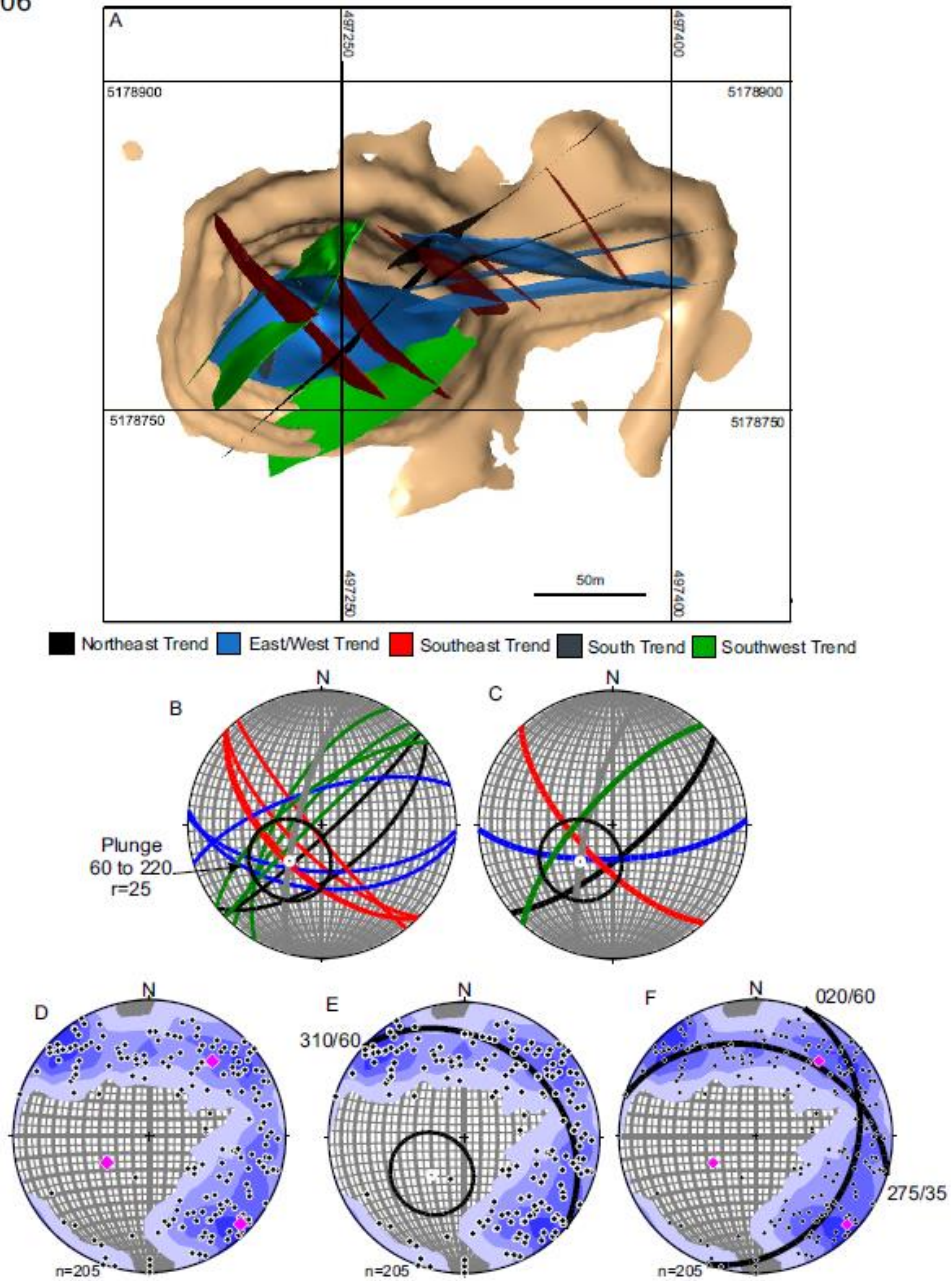 06
A
497250
497400
5178900
5178900
5178750
5178750
497250
497400
50m
Northeast Trend East/West Trend Southeast Trend South Trend Southwest Trend
B
N
C
N
Plunge
60 to 220
r=25
D
N
n=205
E
N
310/60
n=205
F
N
020/60
275/35
n=205